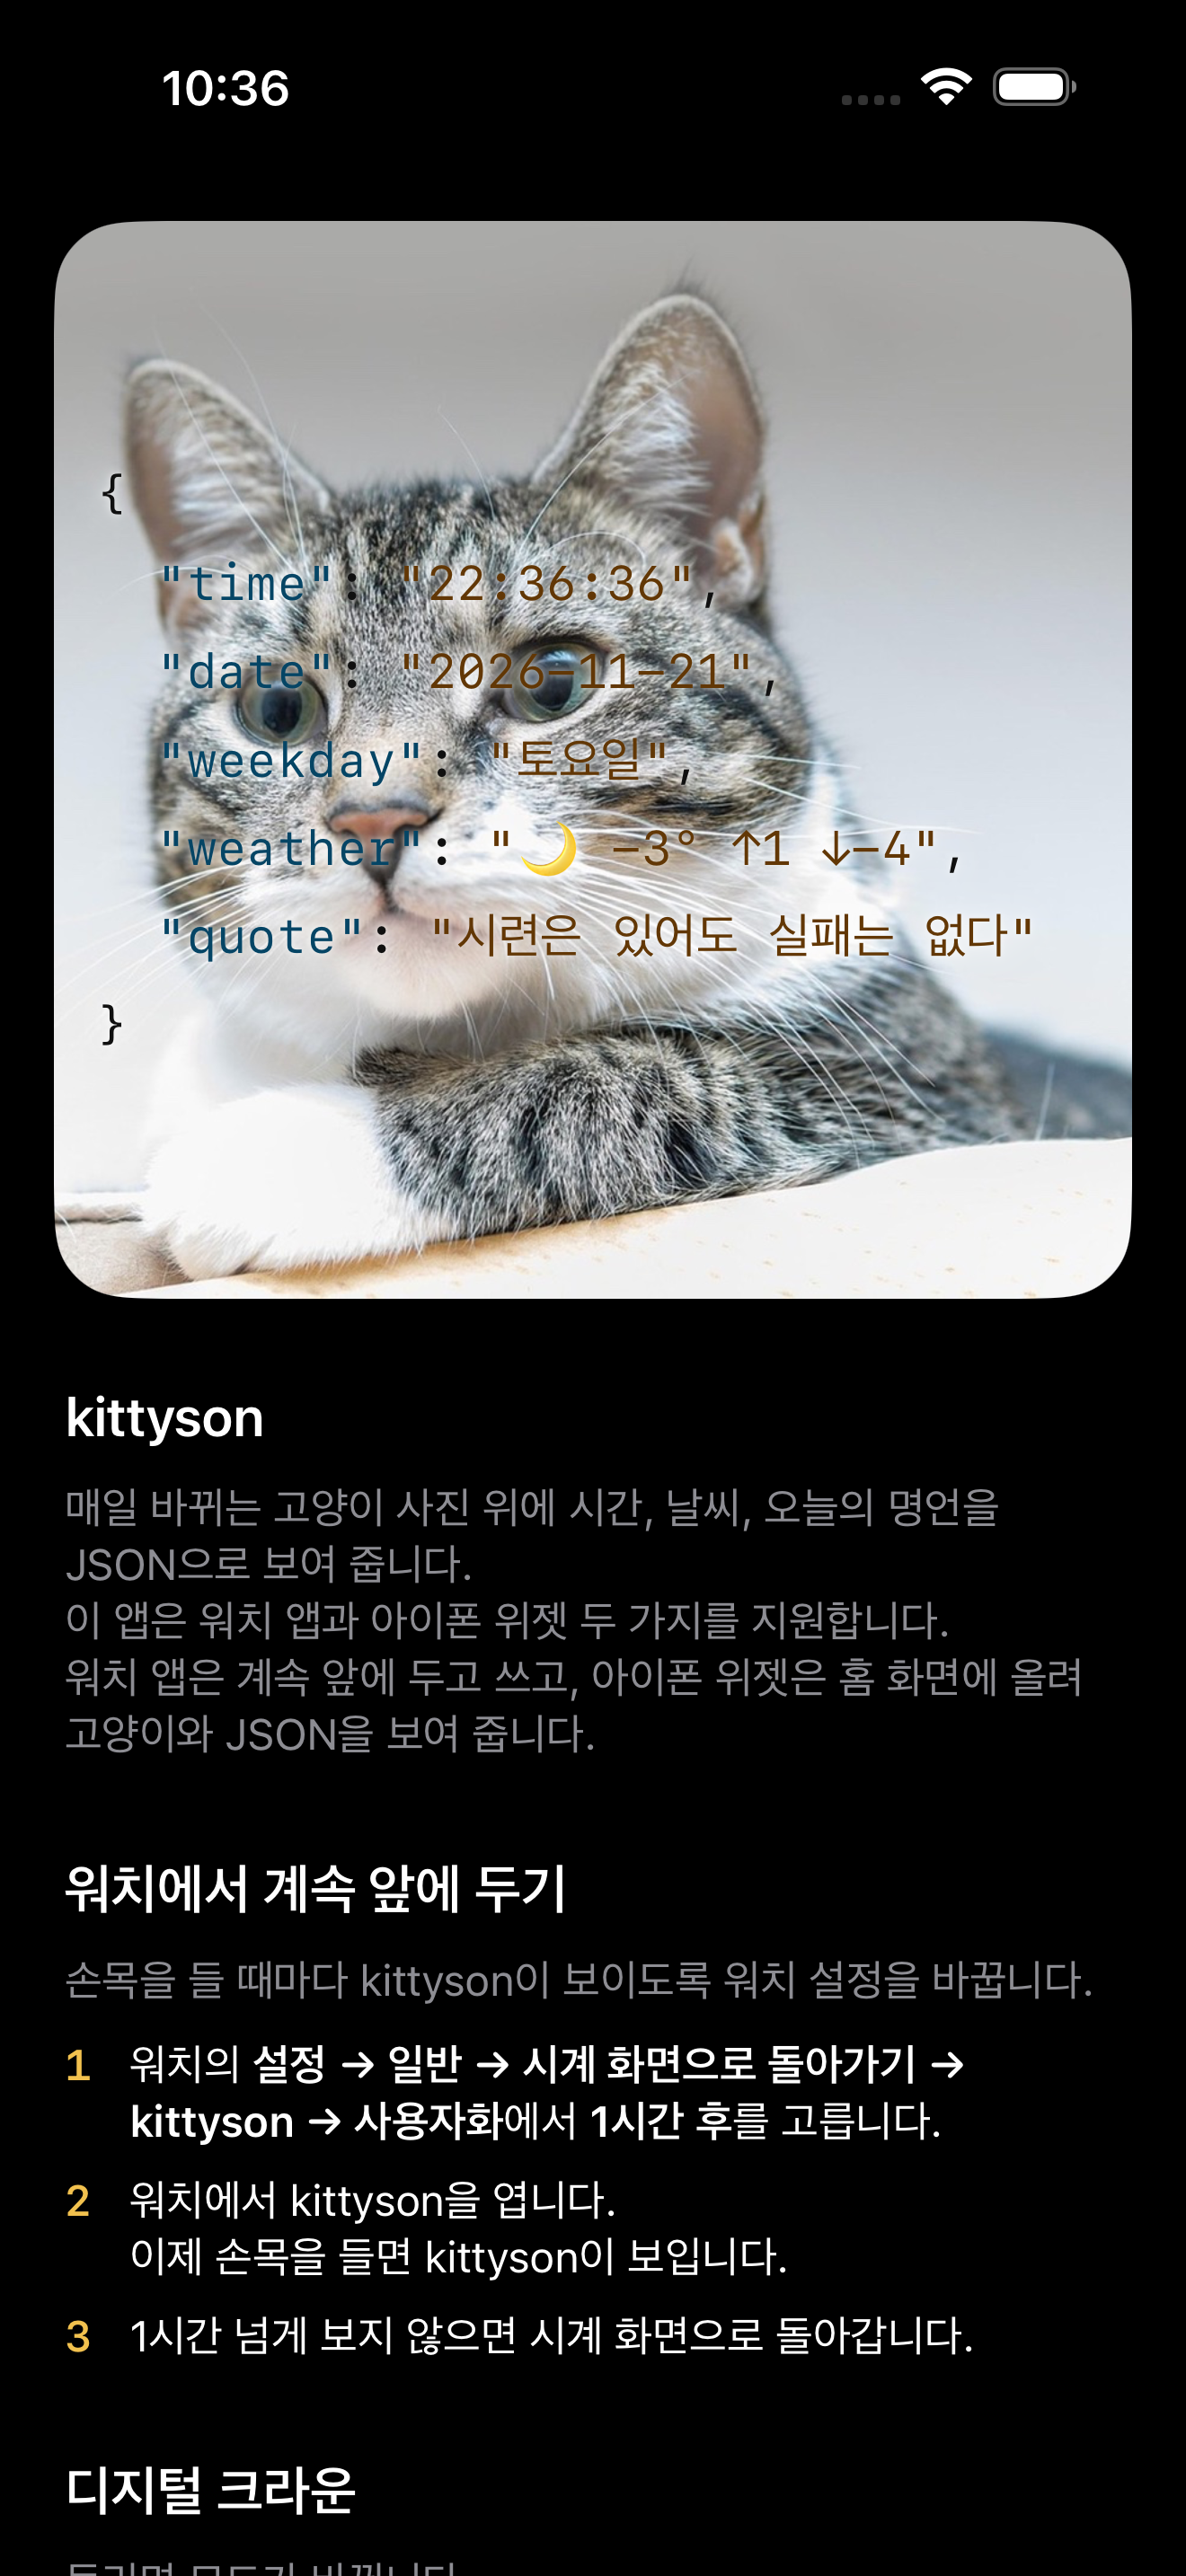 10:36
{
"time": "22:36:36",
"date": "2026-11-21",
"weekday": "토요일",
"weather": "🌙 -3° ↑1 ↓-4",
"quote": "시련은 있어도 실패는 없다"
}
kittyson
매일 바뀌는 고양이 사진 위에 시간, 날씨, 오늘의 명언을
JSON으로 보여 줍니다.
이 앱은 워치 앱과 아이폰 위젯 두 가지를 지원합니다.
워치 앱은 계속 앞에 두고 쓰고, 아이폰 위젯은 홈 화면에 올려
고양이와 JSON을 보여 줍니다.
워치에서 계속 앞에 두기
손목을 들 때마다 kittyson이 보이도록 워치 설정을 바꿉니다.
1 워치의 설정 → 일반 → 시계 화면으로 돌아가기 →
kittyson → 사용자화에서 1시간 후를 고릅니다.
2 워치에서 kittyson을 엽니다.
이제 손목을 들면 kittyson이 보입니다.
3 1시간 넘게 보지 않으면 시계 화면으로 돌아갑니다.
디지털 크라운